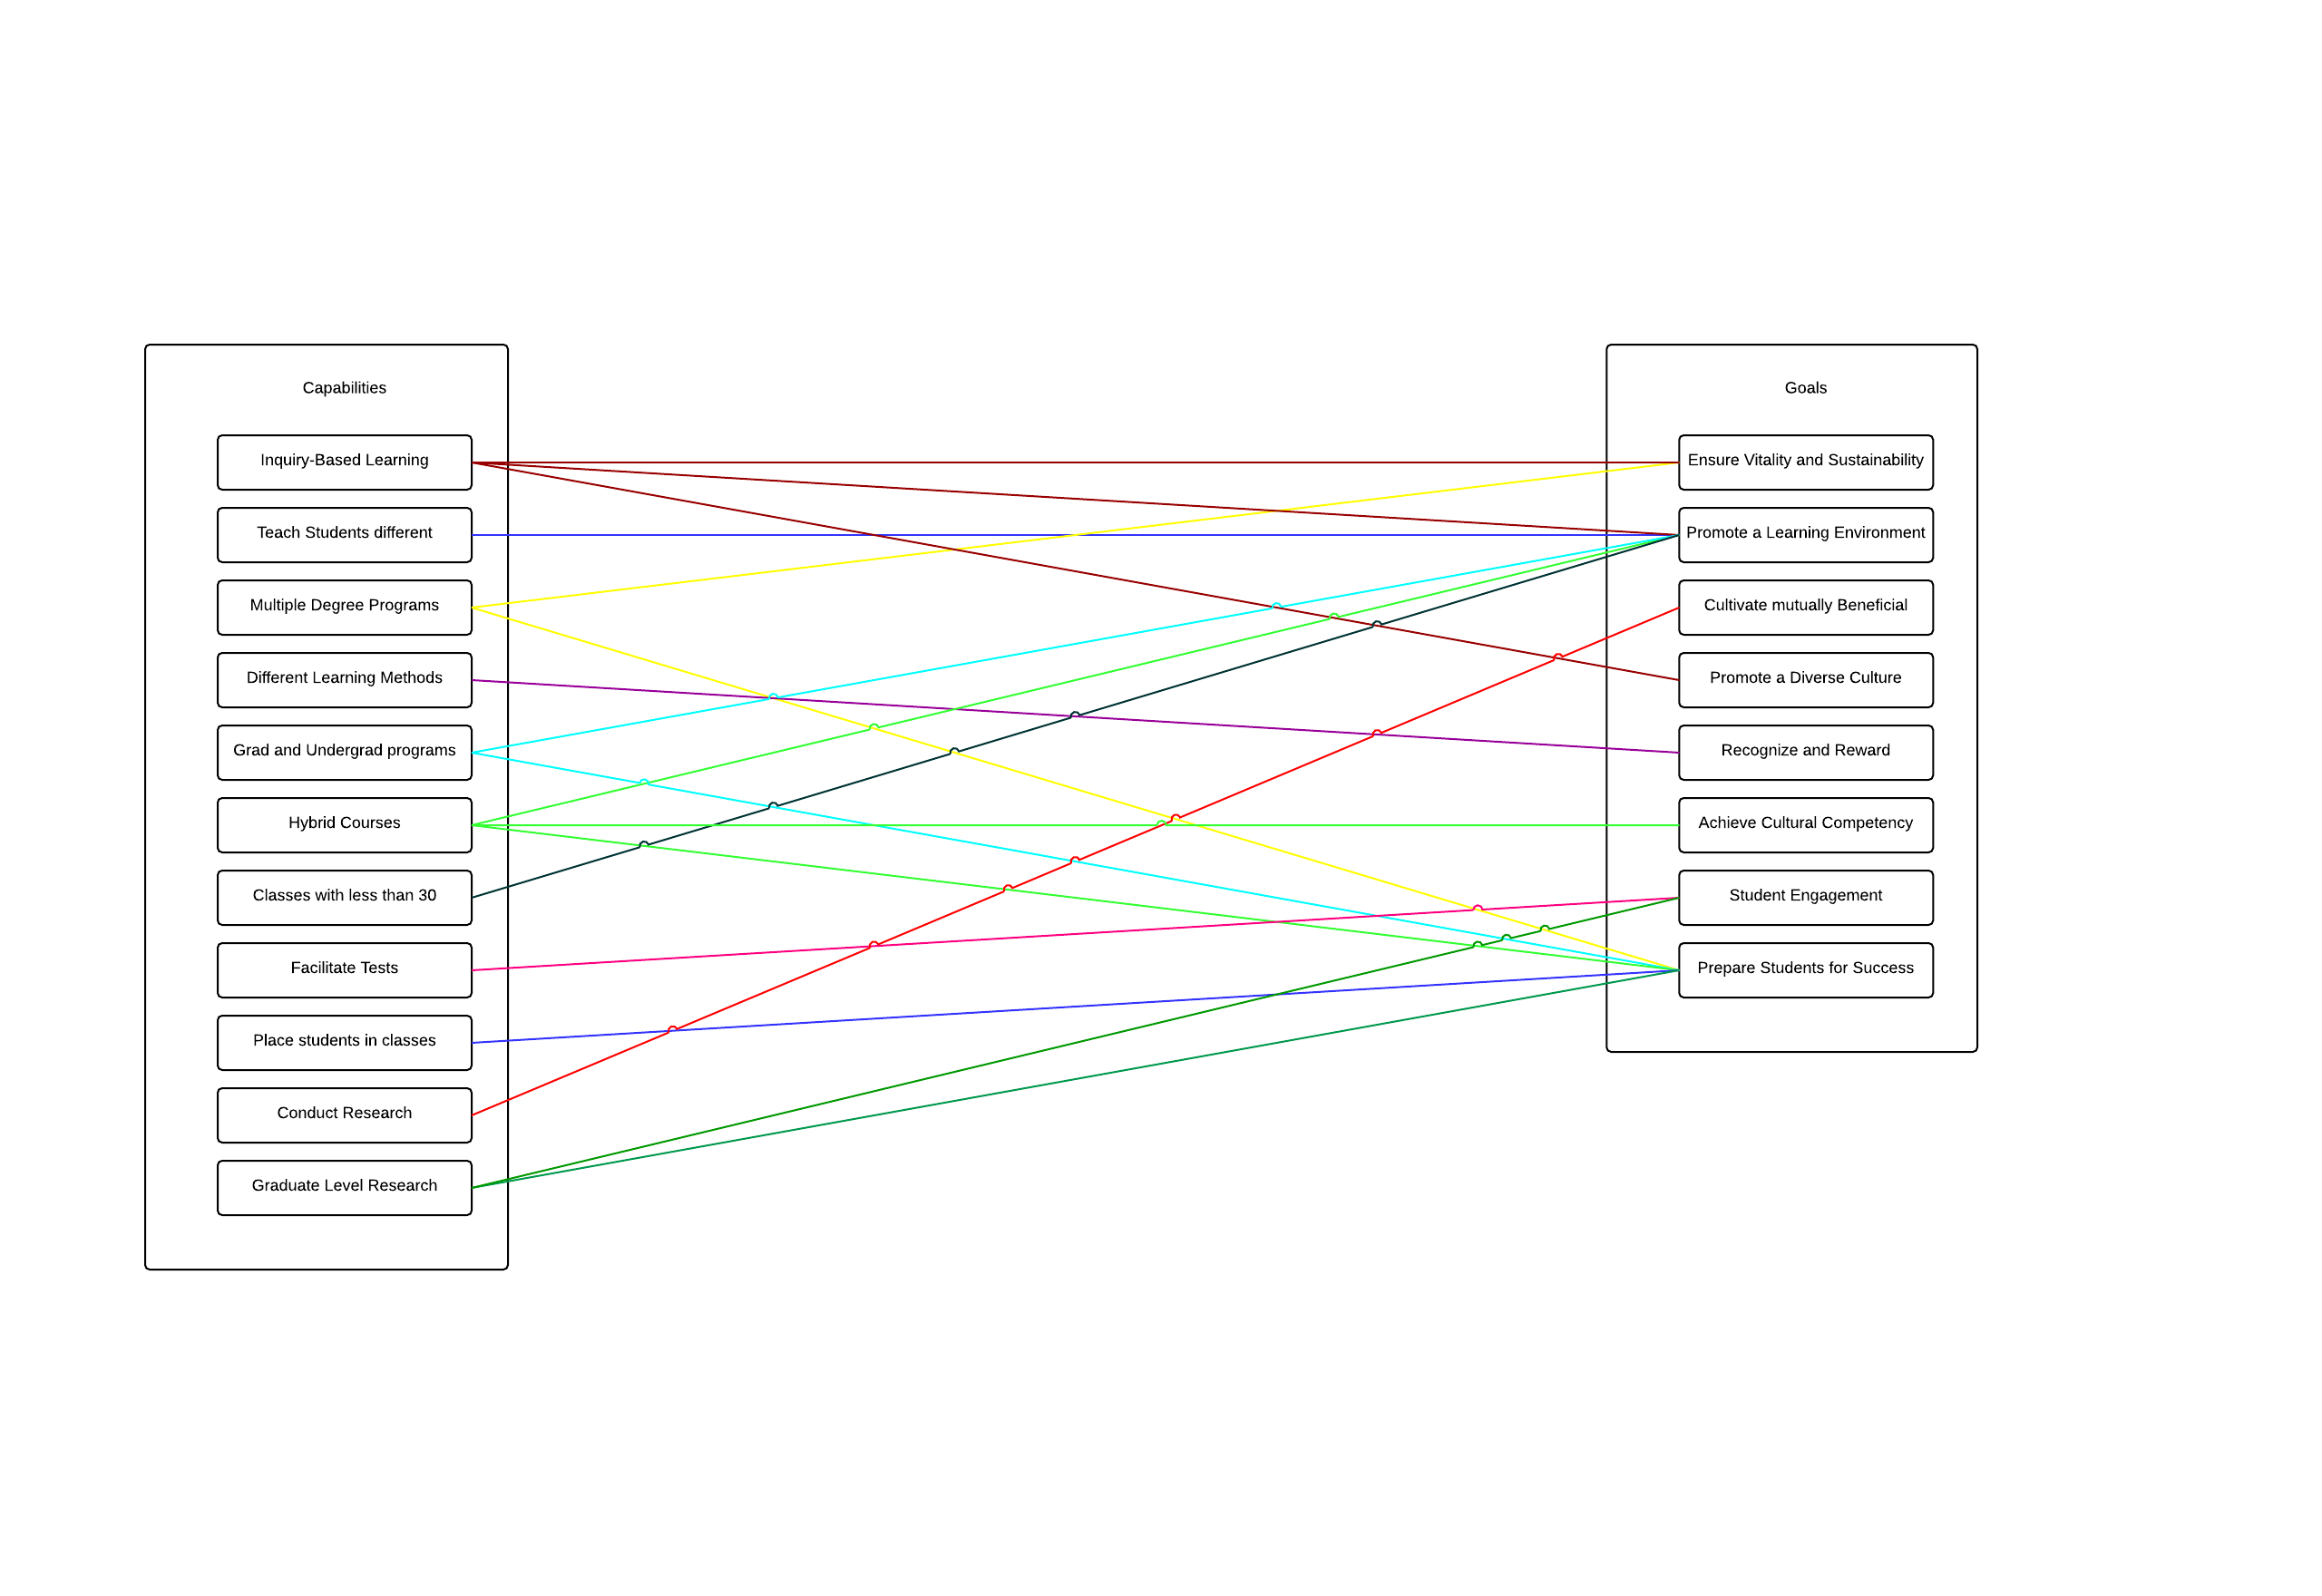 Capabilities
Inquiry-Based Learning
Teach Students different
Multiple Degree Programs
Different Learning Methods
Grad and Undergrad programs
Hybrid Courses
Classes with less than 30
Facilitate Tests
Place students in classes
Conduct Research
Graduate Level Research
Goals
Ensure Vitality and Sustainability
Promote a Learning Environment
Cultivate mutually Beneficial
Promote a Diverse Culture
Recognize and Reward
Achieve Cultural Competency
Student Engagement
Prepare Students for Success